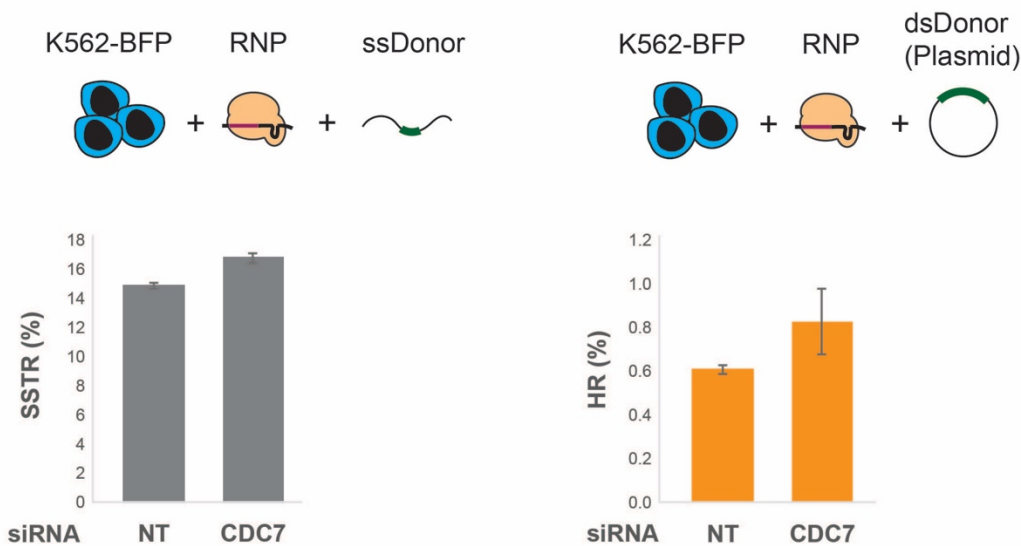 K562-BFP RNP ssDonor
+ +
18
16
14
12
10
8
6
4
2
0
SSTR (%)
siRNA NT CDC7
K562-BFP RNP dsDonor
(Plasmid)
+ +
1.2
1.0
0.8
0.6
0.4
0.2
0.0
HR (%)
siRNA NT CDC7